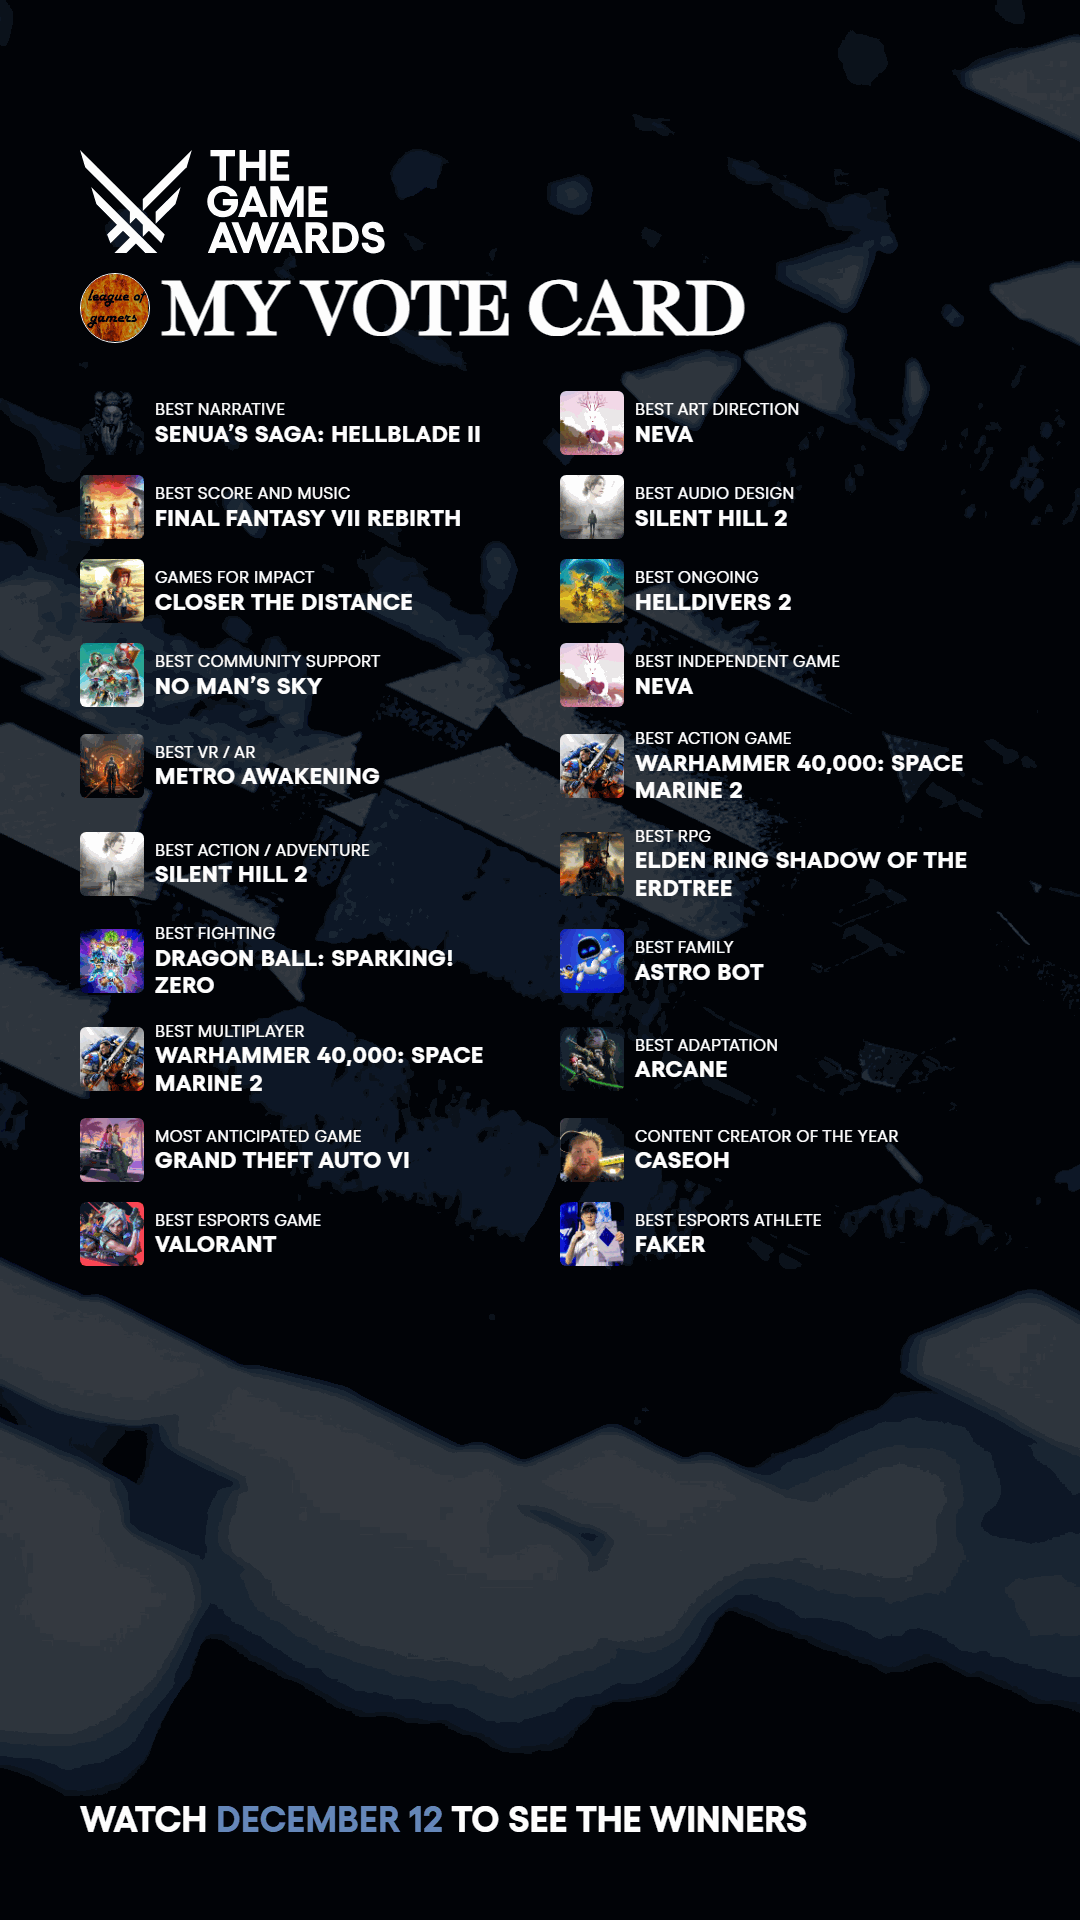 THE
GAME
AWARDS
league of
gamers
MY VOTE CARD
BEST NARRATIVE
SENUA’S SAGA: HELLBLADE II
BEST ART DIRECTION
NEVA
BEST SCORE AND MUSIC
FINAL FANTASY VII REBIRTH
BEST AUDIO DESIGN
SILENT HILL 2
GAMES FOR IMPACT
CLOSER THE DISTANCE
BEST ONGOING
HELLDIVERS 2
BEST COMMUNITY SUPPORT
NO MAN’S SKY
BEST INDEPENDENT GAME
NEVA
BEST VR / AR
METRO AWAKENING
BEST ACTION GAME
WARHAMMER 40,000: SPACE
MARINE 2
BEST ACTION / ADVENTURE
SILENT HILL 2
BEST RPG
ELDEN RING SHADOW OF THE
ERDTREE
BEST FIGHTING
DRAGON BALL: SPARKING!
ZERO
BEST FAMILY
ASTRO BOT
BEST MULTIPLAYER
WARHAMMER 40,000: SPACE
MARINE 2
BEST ADAPTATION
ARCANE
MOST ANTICIPATED GAME
GRAND THEFT AUTO VI
CONTENT CREATOR OF THE YEAR
CASEOH
BEST ESPORTS GAME
VALORANT
BEST ESPORTS ATHLETE
FAKER
WATCH DECEMBER 12 TO SEE THE WINNERS